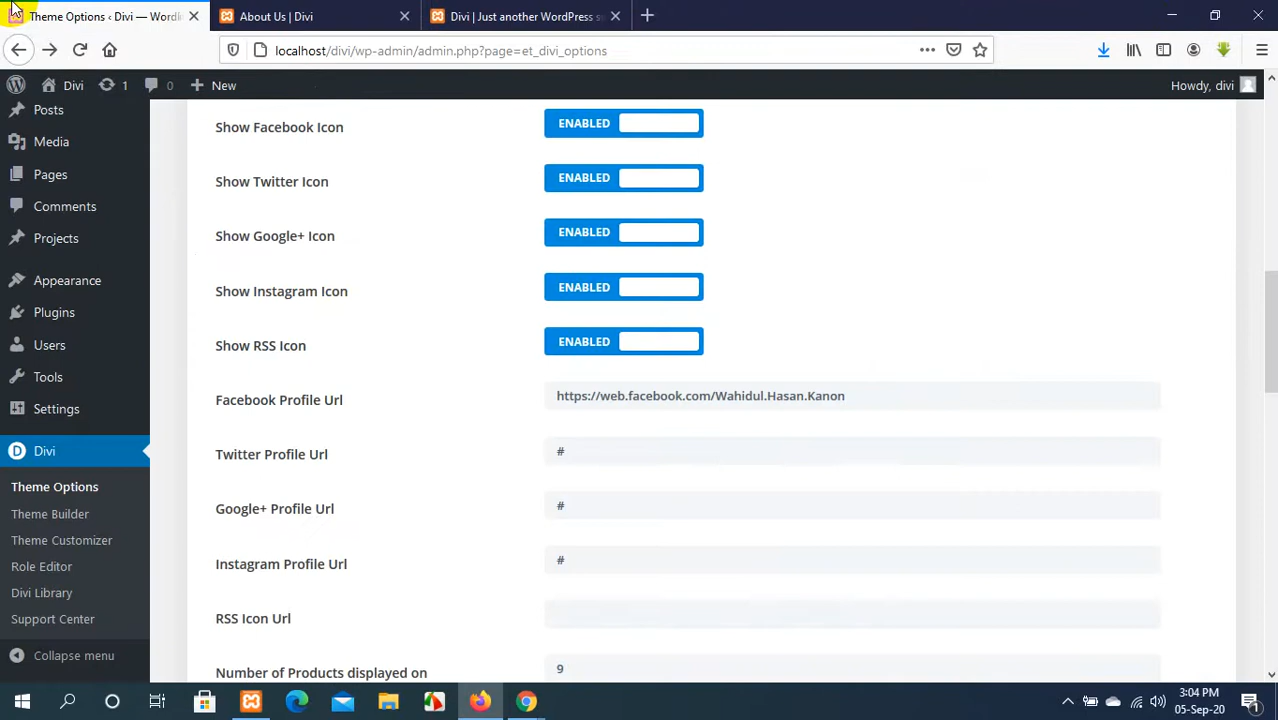 Theme Options ‹ Divi — Wordl
About Us | Divi
Divi | Just another WordPress s
localhost/divi/wp-admin/admin.php?page=et_divi_options
Divi
1
0
New
Howdy, divi
Posts
Media
Pages
Comments
Projects
Appearance
Plugins
Users
Tools
Settings
Divi
Theme Options
Theme Builder
Theme Customizer
Role Editor
Divi Library
Support Center
Collapse menu
Show Facebook Icon
ENABLED
Show Twitter Icon
ENABLED
Show Google+ Icon
ENABLED
Show Instagram Icon
ENABLED
Show RSS Icon
ENABLED
Facebook Profile Url
https://web.facebook.com/Wahidul.Hasan.Kanon
Twitter Profile Url
#
Google+ Profile Url
#
Instagram Profile Url
#
RSS Icon Url
Number of Products displayed on
9
3:04 PM
05-Sep-20